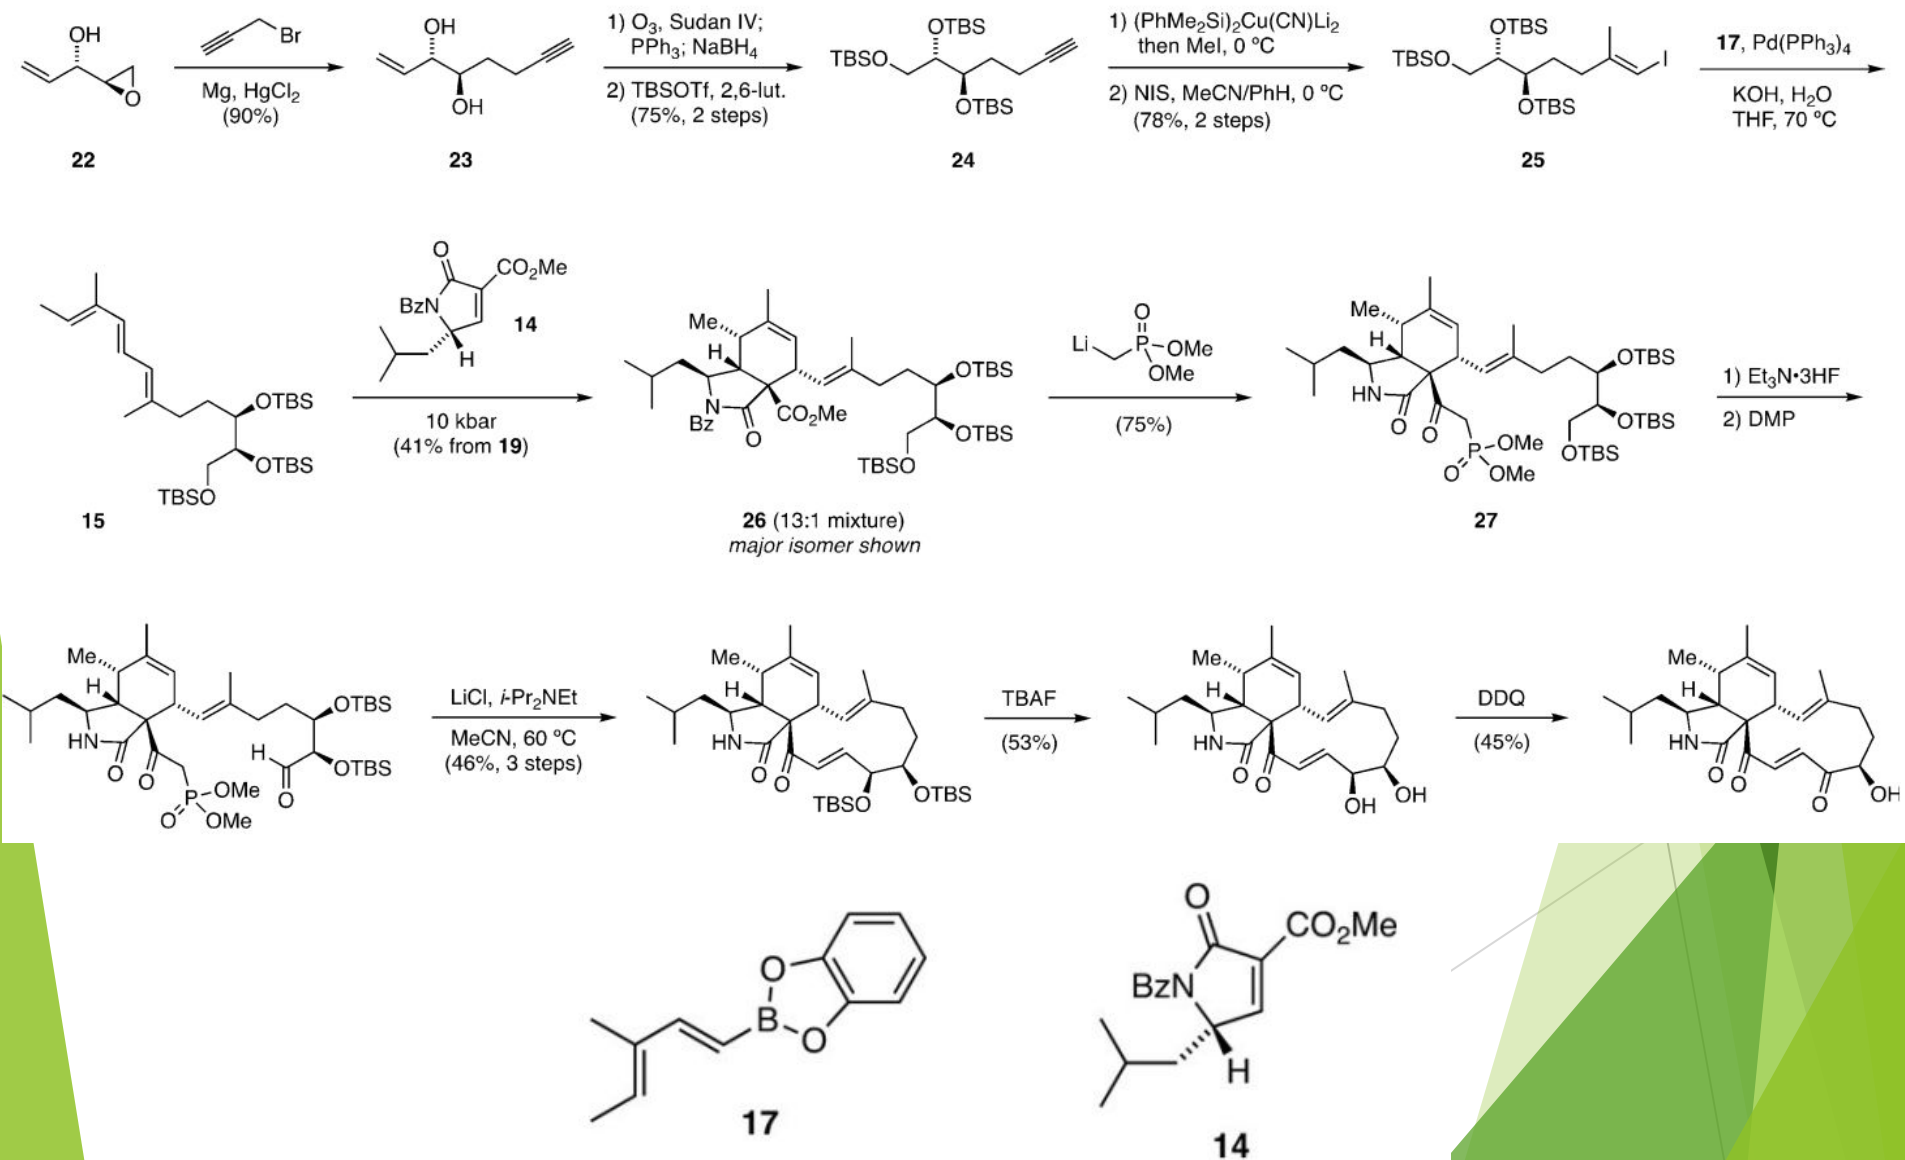 OH
O
22
Br
Mg, HgCl2
(90%)
OH
OH
23
1) O3, Sudan IV;
PPh3; NaBH4
2) TBSOTf, 2,6-lut.
(75%, 2 steps)
OTBS
TBSO
OTBS
24
1) (PhMe2Si)2Cu(CN)Li2
then MeI, 0 ºC
2) NIS, MeCN/PhH, 0 ºC
(78%, 2 steps)
OTBS
TBSO
I
OTBS
25
17, Pd(PPh3)4
KOH, H2O
THF, 70 ºC
OTBS
OTBS
TBSO
15
O
CO2Me
BzN
H
14
10 kbar
(41% from 19)
Me
H
N
Bz
O
CO2Me
OTBS
OTBS
TBSO
26 (13:1 mixture)
major isomer shown
O
Li
P
OMe
OMe
(75%)
Me
H
HN
O
O
P
O
OMe
OMe
OTBS
OTBS
OTBS
27
1) Et3N•3HF
2) DMP
Me
H
HN
O
O
P
O
OMe
OMe
OTBS
H
O
OTBS
LiCl, i-Pr2NEt
MeCN, 60 ºC
(46%, 3 steps)
Me
H
HN
O
O
TBSO
OTBS
TBAF
(53%)
Me
H
HN
O
O
OH
OH
DDQ
(45%)
Me
H
HN
O
O
O
OH
O
B
O
17
O
CO2Me
BzN
H
14